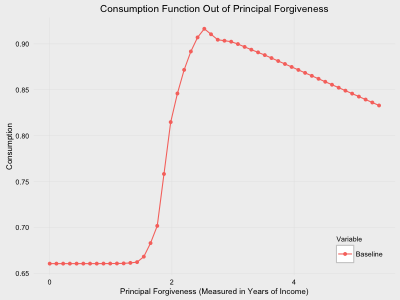 Consumption Function Out of Principal Forgiveness
0.90
0.85
0.80
0.75
0.70
0.65
Consumption
0
2
4
Principal Forgiveness (Measured in Years of Income)
Variable
Baseline